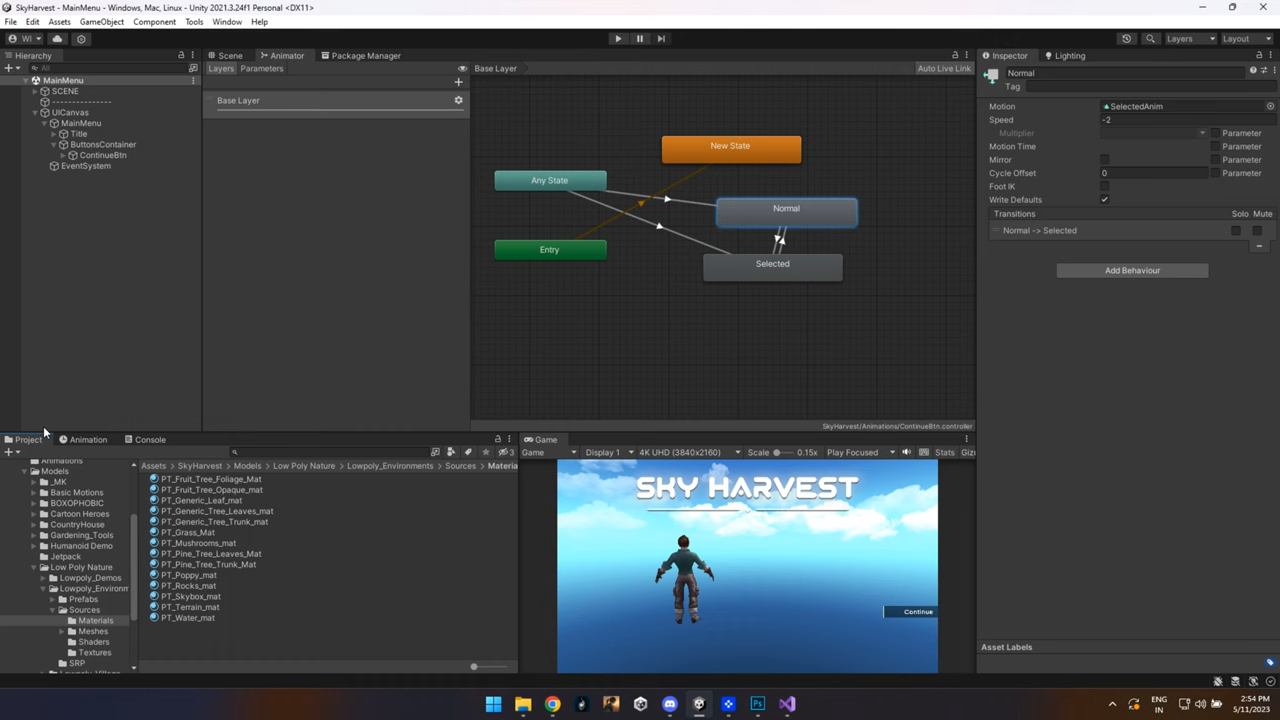 SkyHarvest - MainMenu - Windows, Mac, Linux - Unity 2021.3.24f1 Personal <DX11>
File Edit Assets GameObject Component Tools Window Help
WI
Layers Layout
Hierarchy
All
MainMenu
SCENE
---------------
UICanvas
MainMenu
Title
ButtonsContainer
ContinueBtn
EventSystem
Scene Animator Package Manager
Layers Parameters
Base Layer
Base Layer Auto Live Link
New State
Any State
Normal
Entry
Selected
SkyHarvest/Animations/ContinueBtn.controller
Inspector Lighting
Normal
Tag
Motion SelectedAnim
Speed -2
Multiplier Parameter
Motion Time Parameter
Mirror Parameter
Cycle Offset 0 Parameter
Foot IK
Write Defaults
Transitions Solo Mute
Normal -> Selected
Add Behaviour
Asset Labels
Project Animation Console
3
Animations
Models
_MK
Basic Motions
BOXOPHOBIC
Cartoon Heroes
CountryHouse
Gardening_Tools
Humanoid Demo
Jetpack
Low Poly Nature
Lowpoly_Demos
Lowpoly_Environm
Prefabs
Sources
Materials
Meshes
Shaders
Textures
SRP
Assets SkyHarvest Models Low Poly Nature Lowpoly_Environments Sources Materia
PT_Fruit_Tree_Foliage_Mat
PT_Fruit_Tree_Opaque_mat
PT_Generic_Leaf_mat
PT_Generic_Tree_Leaves_mat
PT_Generic_Tree_Trunk_mat
PT_Grass_Mat
PT_Mushrooms_mat
PT_Pine_Tree_Leaves_Mat
PT_Pine_Tree_Trunk_Mat
PT_Poppy_mat
PT_Rocks_mat
PT_Skybox_mat
PT_Terrain_mat
PT_Water_mat
Game
Game Display 1 4K UHD (3840x2160) Scale 0.15x Play Focused Stats Giz
SKY HARVEST
Continue
Ps
ENG
IN
2:54 PM
5/11/2023